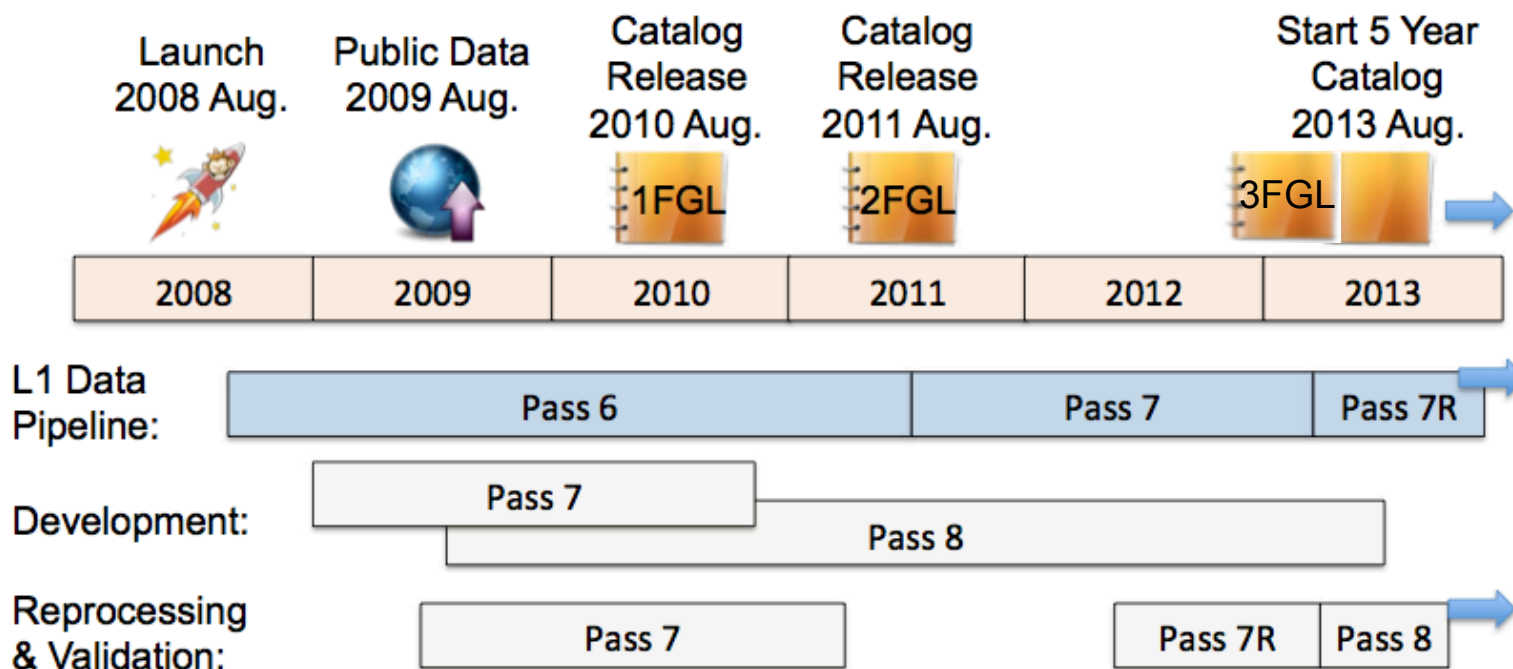 Launch
2008 Aug.
Public Data
2009 Aug.
Catalog
Release
2010 Aug.
Catalog
Release
2011 Aug.
Start 5 Year
Catalog
2013 Aug.
1FGL
2FGL
3FGL
2008
2009
2010
2011
2012
2013
L1 Data
Pipeline:
Pass 6
Pass 7
Pass 7R
Development:
Pass 7
Pass 8
Reprocessing
& Validation:
Pass 7
Pass 7R
Pass 8